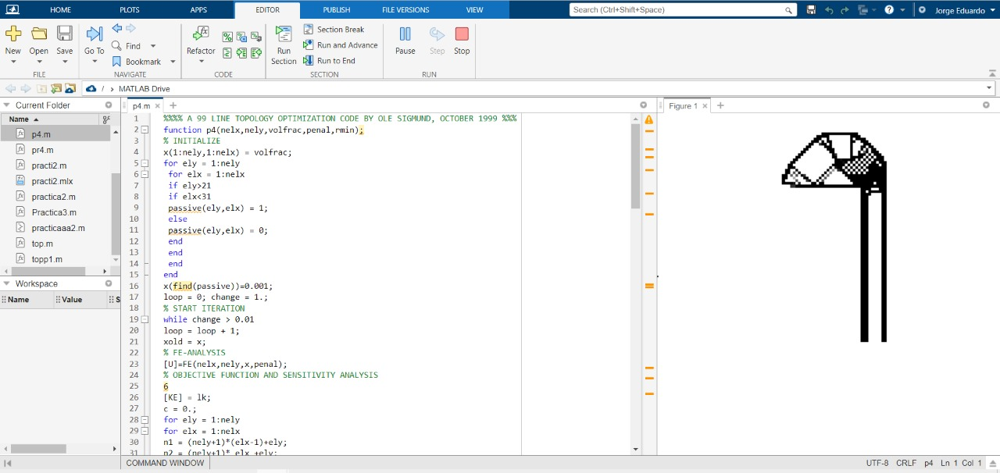 HOME PLOTS APPS EDITOR PUBLISH FILE VERSIONS VIEW Search (Ctrl+Shift+Space) Jorge Eduardo
New Open Save Go To Find Bookmark Refactor Run Section Section Break Run and Advance Run to End Pause Step Stop
FILE NAVIGATE CODE SECTION RUN
/ › MATLAB Drive
Current Folder
Name
p4.m
pr4.m
practi2.m
practi2.mlx
practica2.m
Practica3.m
practicaaa2.m
top.m
topp1.m
Workspace
Name Value S
p4.m
1 %%%% A 99 LINE TOPOLOGY OPTIMIZATION CODE BY OLE SIGMUND, OCTOBER 1999 %%%
2 function p4(nelx,nely,volfrac,penal,rmin);
3 % INITIALIZE
4 x(1:nely,1:nelx) = volfrac;
5 for ely = 1:nely
6 for elx = 1:nelx
7 if ely>21
8 if elx<31
9 passive(ely,elx) = 1;
10 else
11 passive(ely,elx) = 0;
12 end
13 end
14 end
15 end
16 x(find(passive))=0.001;
17 loop = 0; change = 1.;
18 % START ITERATION
19 while change > 0.01
20 loop = loop + 1;
21 xold = x;
22 % FE-ANALYSIS
23 [U]=FE(nelx,nely,x,penal);
24 % OBJECTIVE FUNCTION AND SENSITIVITY ANALYSIS
25 6
26 [KE] = lk;
27 c = 0.;
28 for ely = 1:nely
29 for elx = 1:nelx
30 n1 = (nely+1)*(elx-1)+ely;
31 n2 = (nely+1)* elx +ely;
Figure 1
COMMAND WINDOW
UTF-8 CRLF p4 Ln 1 Col 1